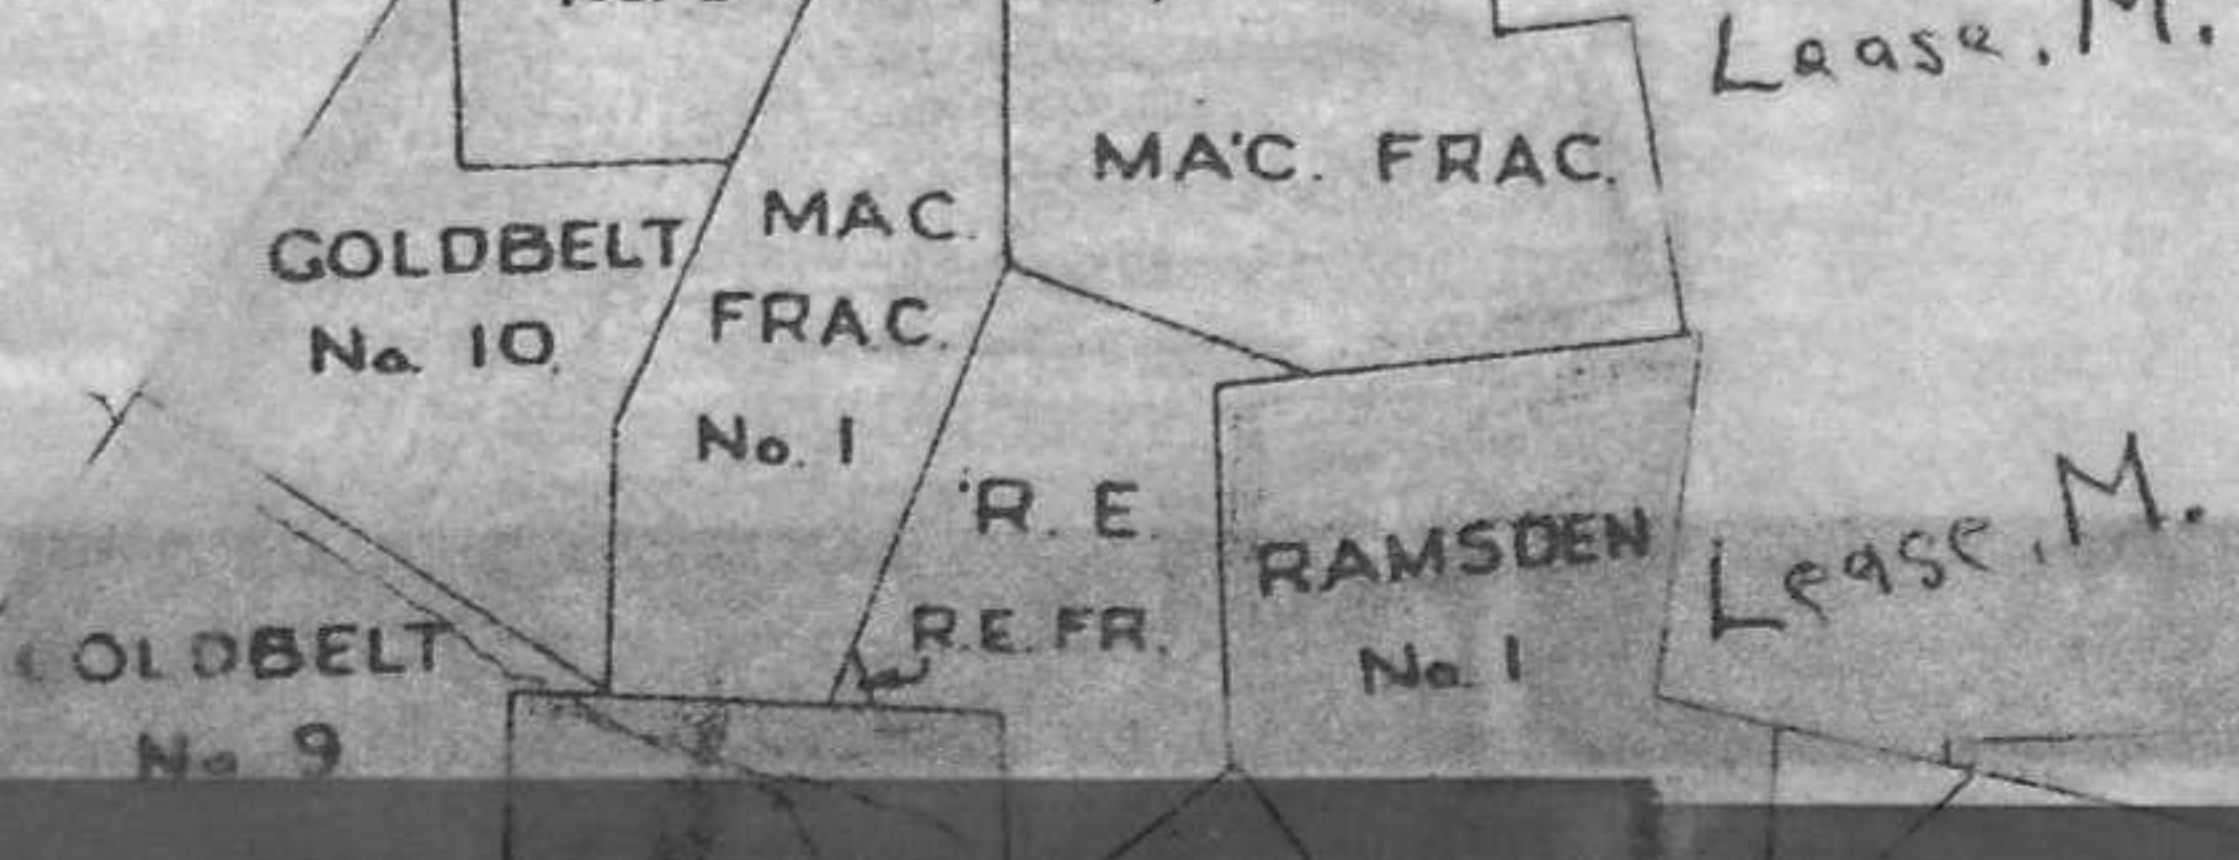 Lease. M.
MA'C. FRAC.
MAC.
FRAC.
No. 1
GOLDBELT
No. 10.
'R. E.
R.E. FR.
RAMSDEN
No. 1
Lease. M.
OLDBELT
No 9